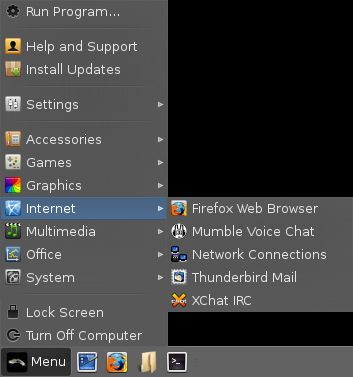 Run Program...
Help and Support
Install Updates
Settings
Accessories
Games
Graphics
Internet
Multimedia
Office
System
Lock Screen
Turn Off Computer
Firefox Web Browser
Mumble Voice Chat
Network Connections
Thunderbird Mail
XChat IRC
Menu